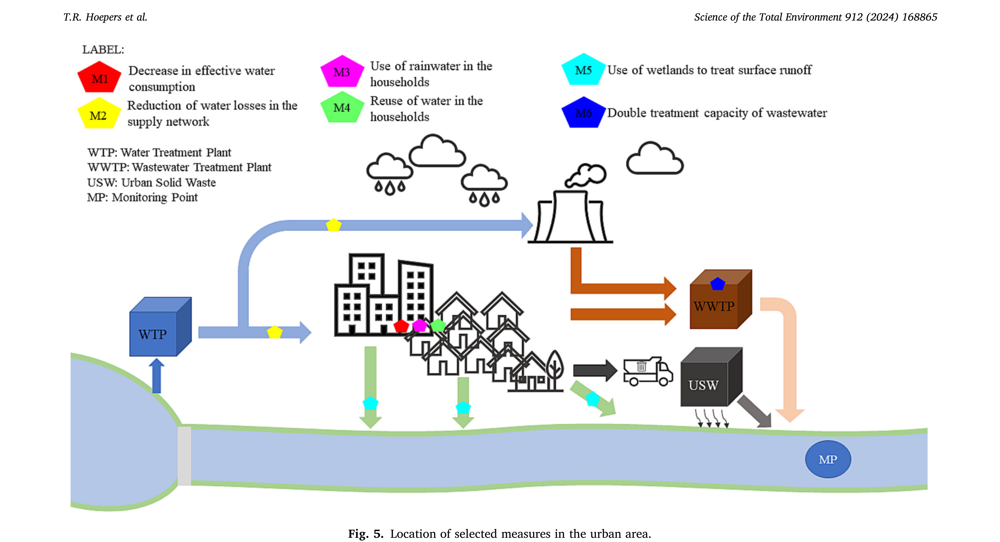 T.R. Hoepers et al.
Science of the Total Environment 912 (2024) 168865
LABEL:
M1
Decrease in effective water
consumption
M2
Reduction of water losses in the
supply network
M3
Use of rainwater in the
households
M4
Reuse of water in the
households
M5
Use of wetlands to treat surface runoff
M6
Double treatment capacity of wastewater
WTP: Water Treatment Plant
WWTP: Wastewater Treatment Plant
USW: Urban Solid Waste
MP: Monitoring Point
WTP
WWTP
USW
MP
Fig. 5. Location of selected measures in the urban area.